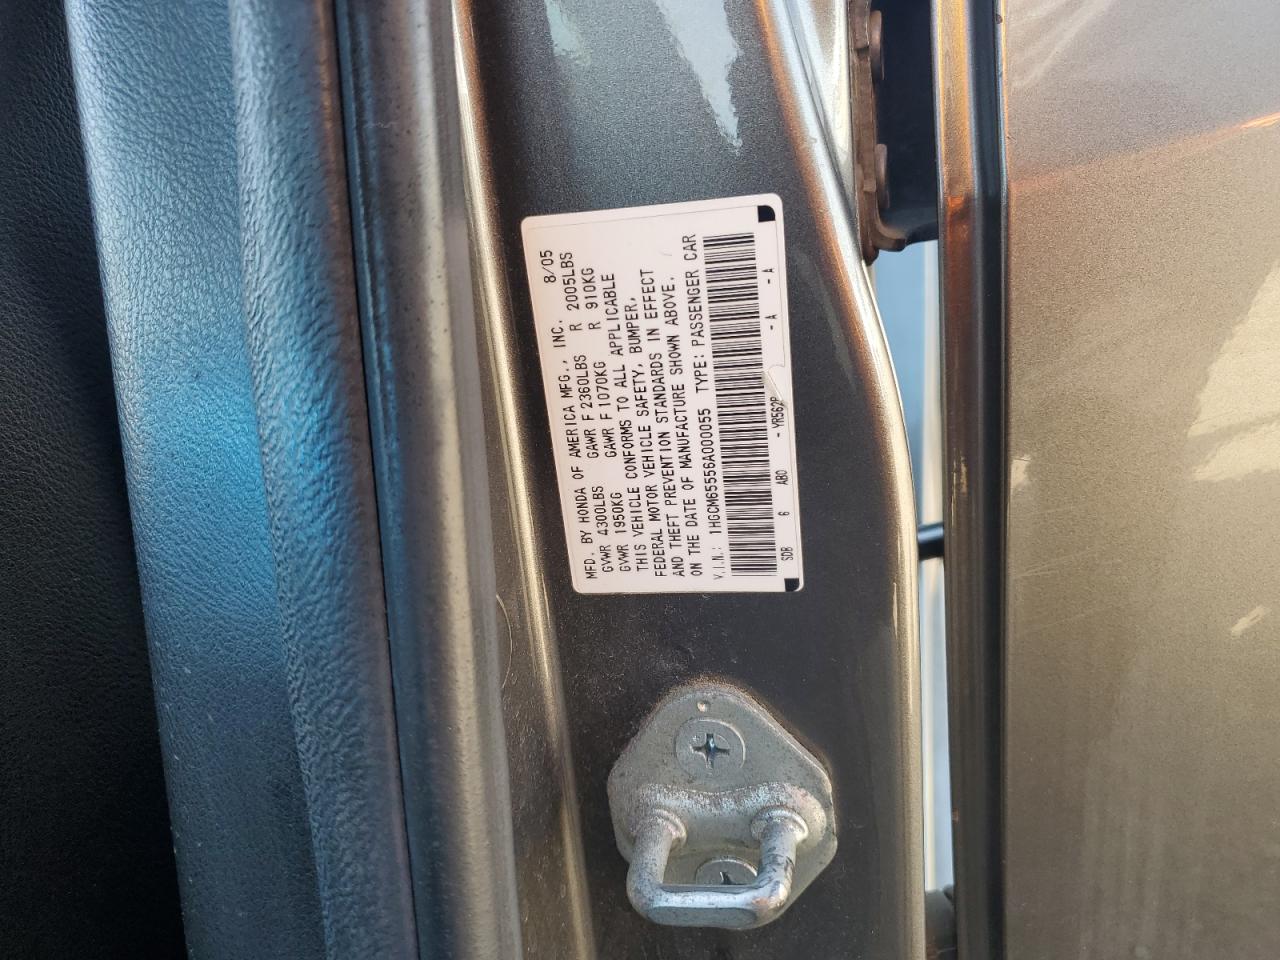 MFD. BY HONDA OF AMERICA MFG., INC. 8/05
GVWR 4300LBS GAWR F 2360LBS R 2005LBS
GVWR 1950KG GAWR F 1070KG R 910KG
THIS VEHICLE CONFORMS TO ALL APPLICABLE
FEDERAL MOTOR VEHICLE SAFETY, BUMPER,
AND THEFT PREVENTION STANDARDS IN EFFECT
ON THE DATE OF MANUFACTURE SHOWN ABOVE.
V.I.N.: 1HGCM65556A000055 TYPE: PASSENGER CAR
SDB 6 ABO - YR562P - A - A